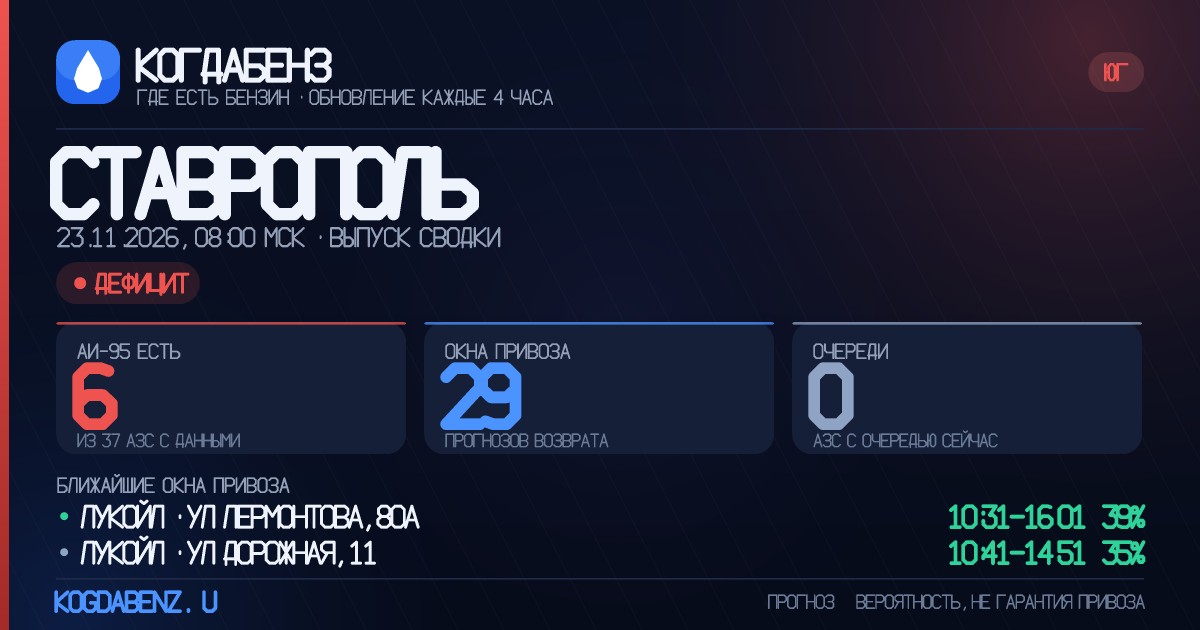 КОГДАБЕНЗ
ГДЕ ЕСТЬ БЕНЗИН · ОБНОВЛЕНИЕ КАЖДЫЕ 4 ЧАСА
ЮГ
СТАВРОПОЛЬ
23.11.2026, 08:00 МСК · ВЫПУСК СВОДКИ
• ДЕФИЦИТ
АИ-95 ЕСТЬ
6
ИЗ 37 АЗС С ДАННЫМИ
ОКНА ПРИВОЗА
29
ПРОГНОЗОВ ВОЗВРАТА
ОЧЕРЕДИ
0
АЗС С ОЧЕРЕДЬЮ СЕЙЧАС
БЛИЖАЙШИЕ ОКНА ПРИВОЗА
• ЛУКОЙЛ · УЛ ЛЕРМОНТОВА, 80А 10:31–16:01 39%
• ЛУКОЙЛ · УЛ ДОРОЖНАЯ, 11 10:41–14:51 35%
KOGDABENZ. U
ПРОГНОЗ ВЕРОЯТНОСТЬ, НЕ ГАРАНТИЯ ПРИВОЗА